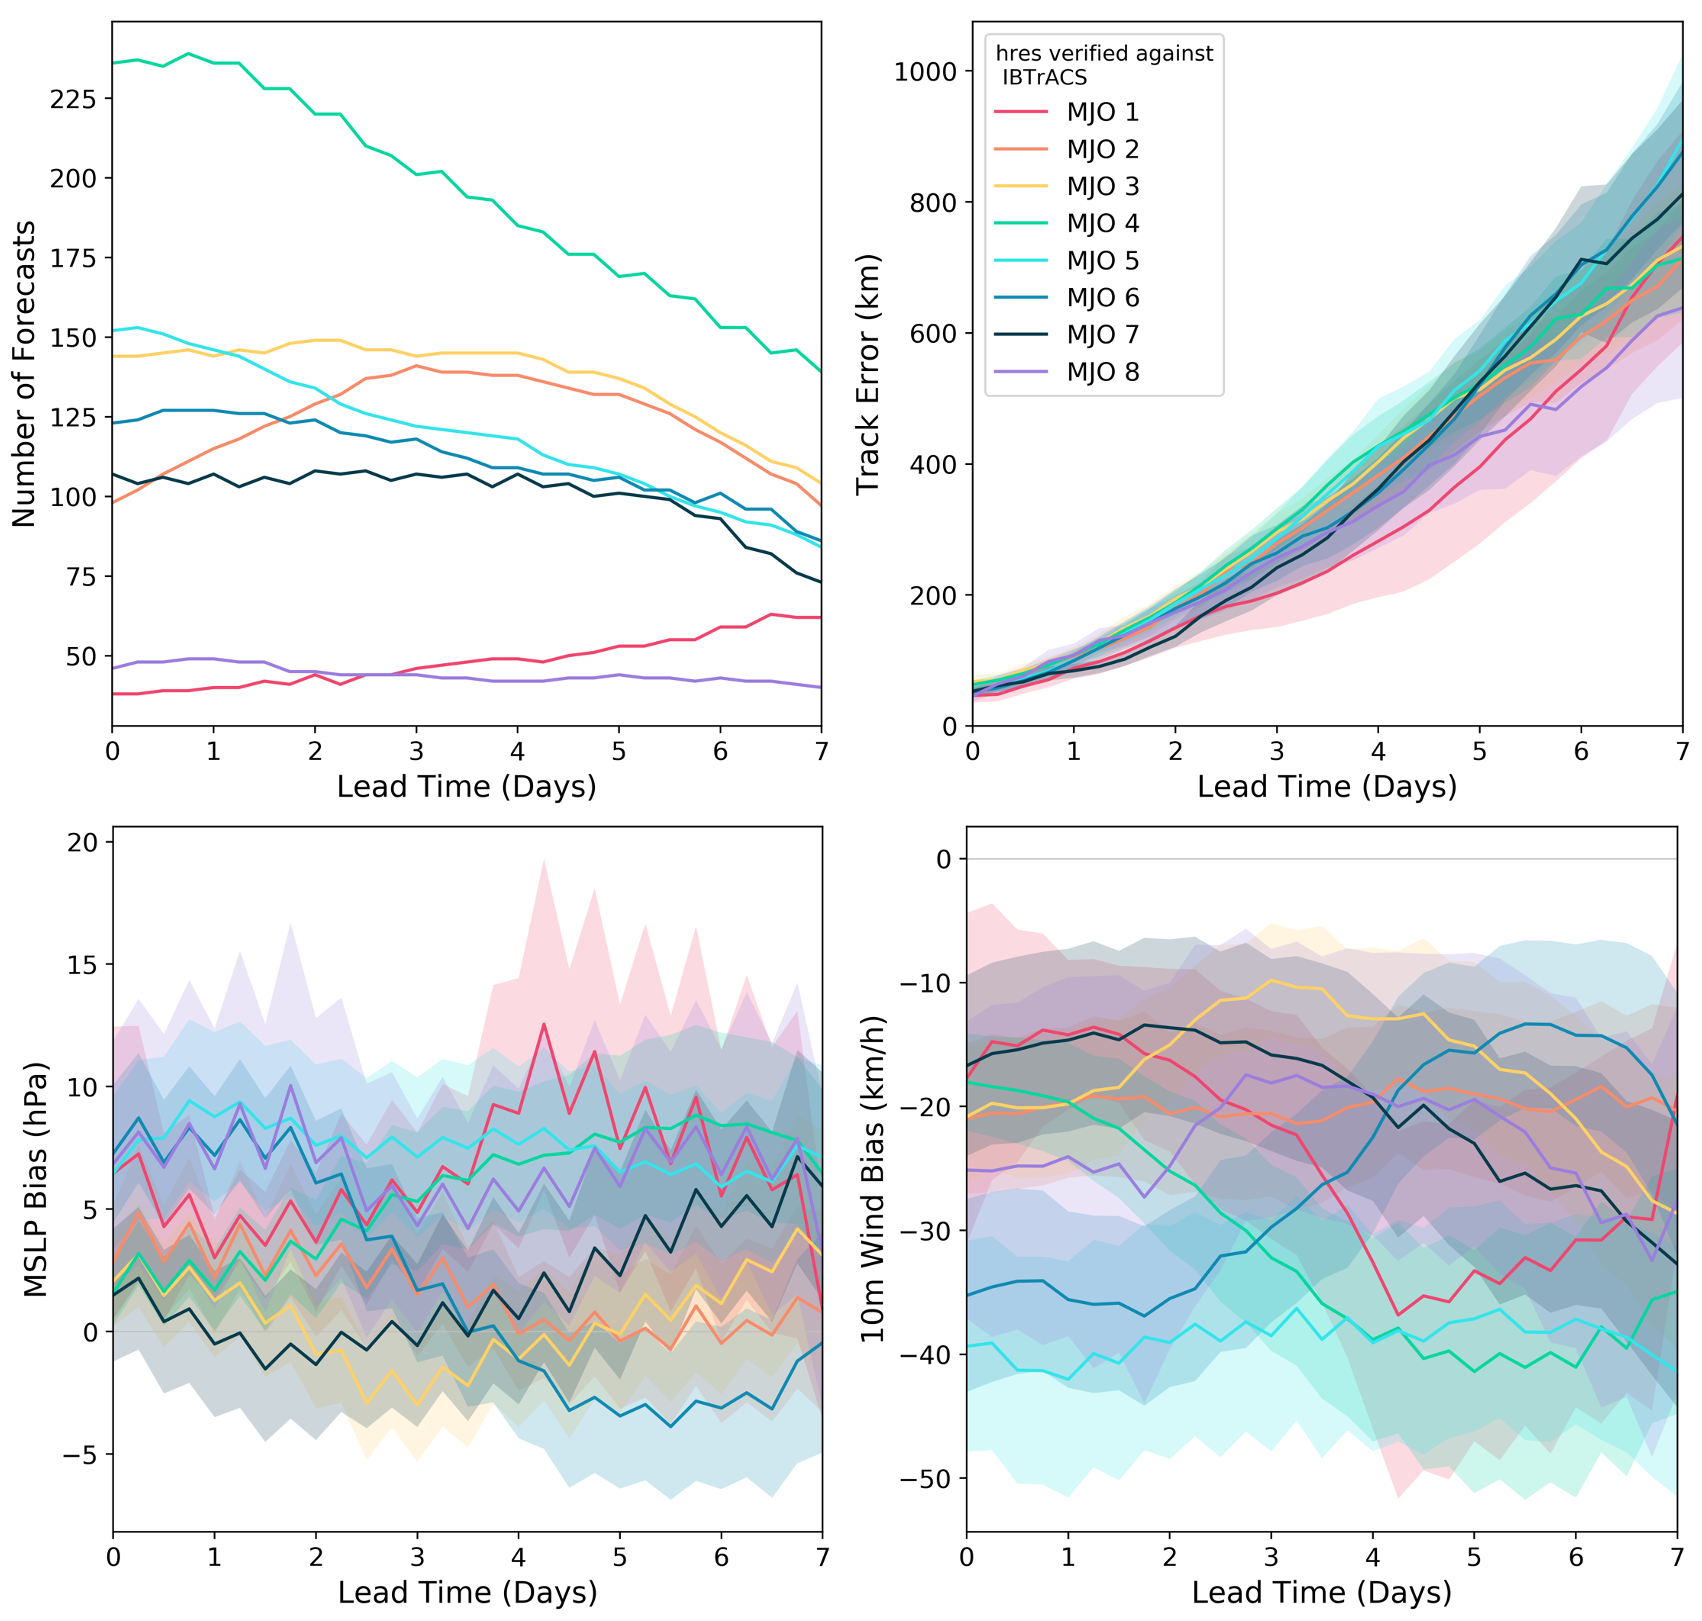 225
200
175
150
125
100
75
50
0 1 2 3 4 5 6 7
Number of Forecasts
Lead Time (Days)
1000
800
600
400
200
0
0 1 2 3 4 5 6 7
Track Error (km)
Lead Time (Days)
hres verified against
IBTrACS
MJO 1
MJO 2
MJO 3
MJO 4
MJO 5
MJO 6
MJO 7
MJO 8
20
15
10
5
0
−5
0 1 2 3 4 5 6 7
MSLP Bias (hPa)
Lead Time (Days)
0
−10
−20
−30
−40
−50
0 1 2 3 4 5 6 7
10m Wind Bias (km/h)
Lead Time (Days)